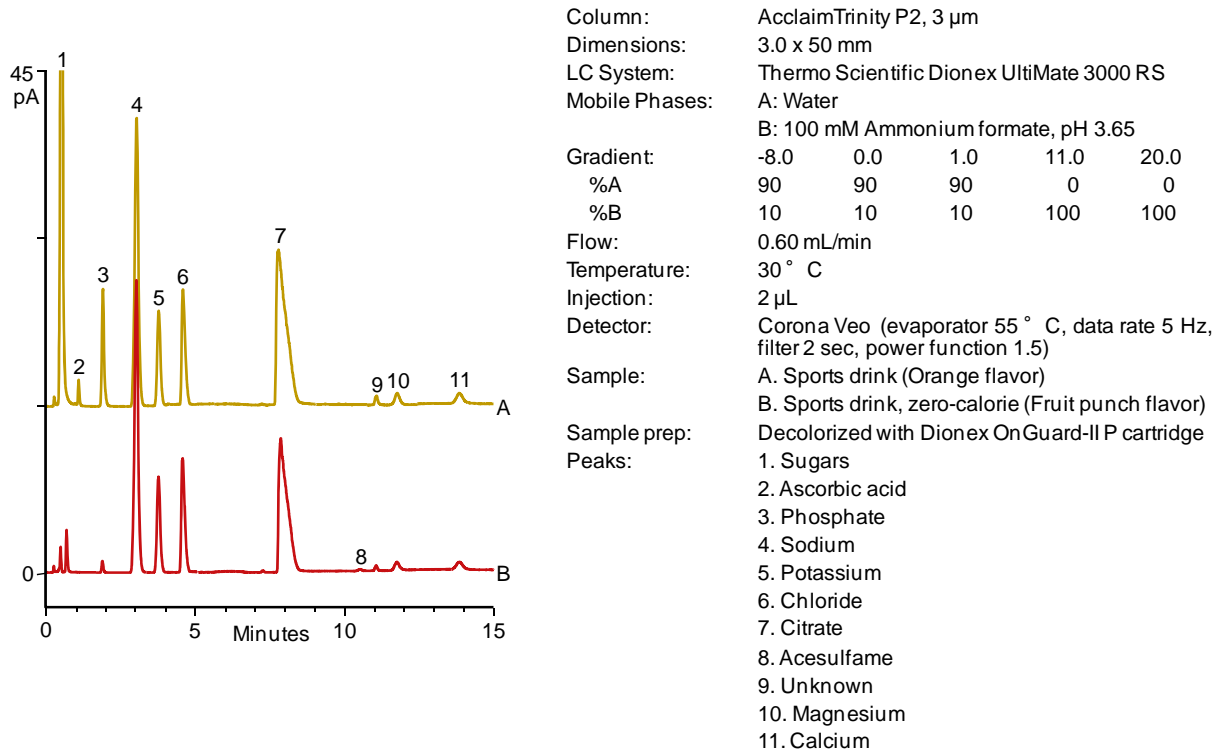 45
pA
0
1
2
3
4
5
6
7
9
10
11
A
8
B
0
5
Minutes
10
15
Column: AcclaimTrinity P2, 3 µm
Dimensions: 3.0 x 50 mm
LC System: Thermo Scientific Dionex UltiMate 3000 RS
Mobile Phases: A: Water
B: 100 mM Ammonium formate, pH 3.65
Gradient: -8.0 0.0 1.0 11.0 20.0
%A 90 90 90 0 0
%B 10 10 10 100 100
Flow: 0.60 mL/min
Temperature: 30° C
Injection: 2 µL
Detector: Corona Veo (evaporator 55° C, data rate 5 Hz,
filter 2 sec, power function 1.5)
Sample: A. Sports drink (Orange flavor)
B. Sports drink, zero-calorie (Fruit punch flavor)
Sample prep: Decolorized with Dionex OnGuard-II P cartridge
Peaks: 1. Sugars
2. Ascorbic acid
3. Phosphate
4. Sodium
5. Potassium
6. Chloride
7. Citrate
8. Acesulfame
9. Unknown
10. Magnesium
11. Calcium